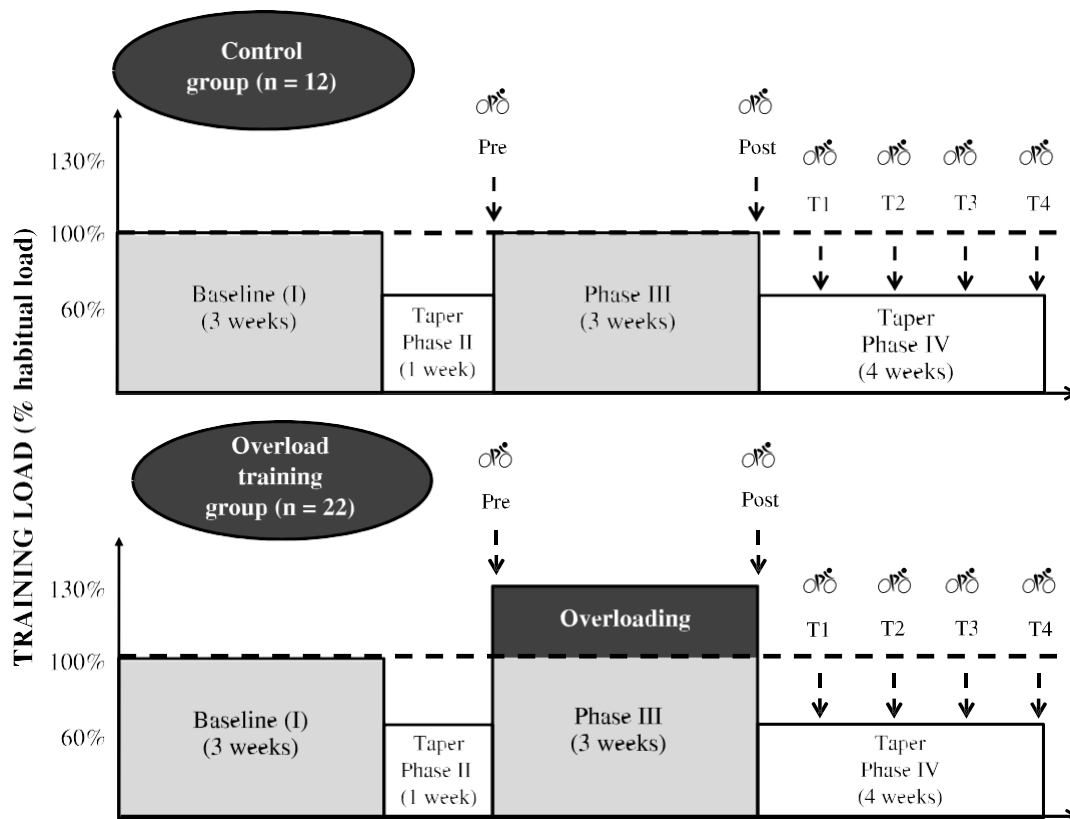 TRAINING LOAD (% habitual load)
Control
group (n = 12)
Pre
Post
130%
T1
T2
T3
T4
100%
60%
Baseline (I)
(3 weeks)
Taper
Phase II
(1 week)
Phase III
(3 weeks)
Taper
Phase IV
(4 weeks)
Overload
training
group (n = 22)
Pre
Post
130%
Overloading
T1
T2
T3
T4
100%
60%
Baseline (I)
(3 weeks)
Taper
Phase II
(1 week)
Phase III
(3 weeks)
Taper
Phase IV
(4 weeks)